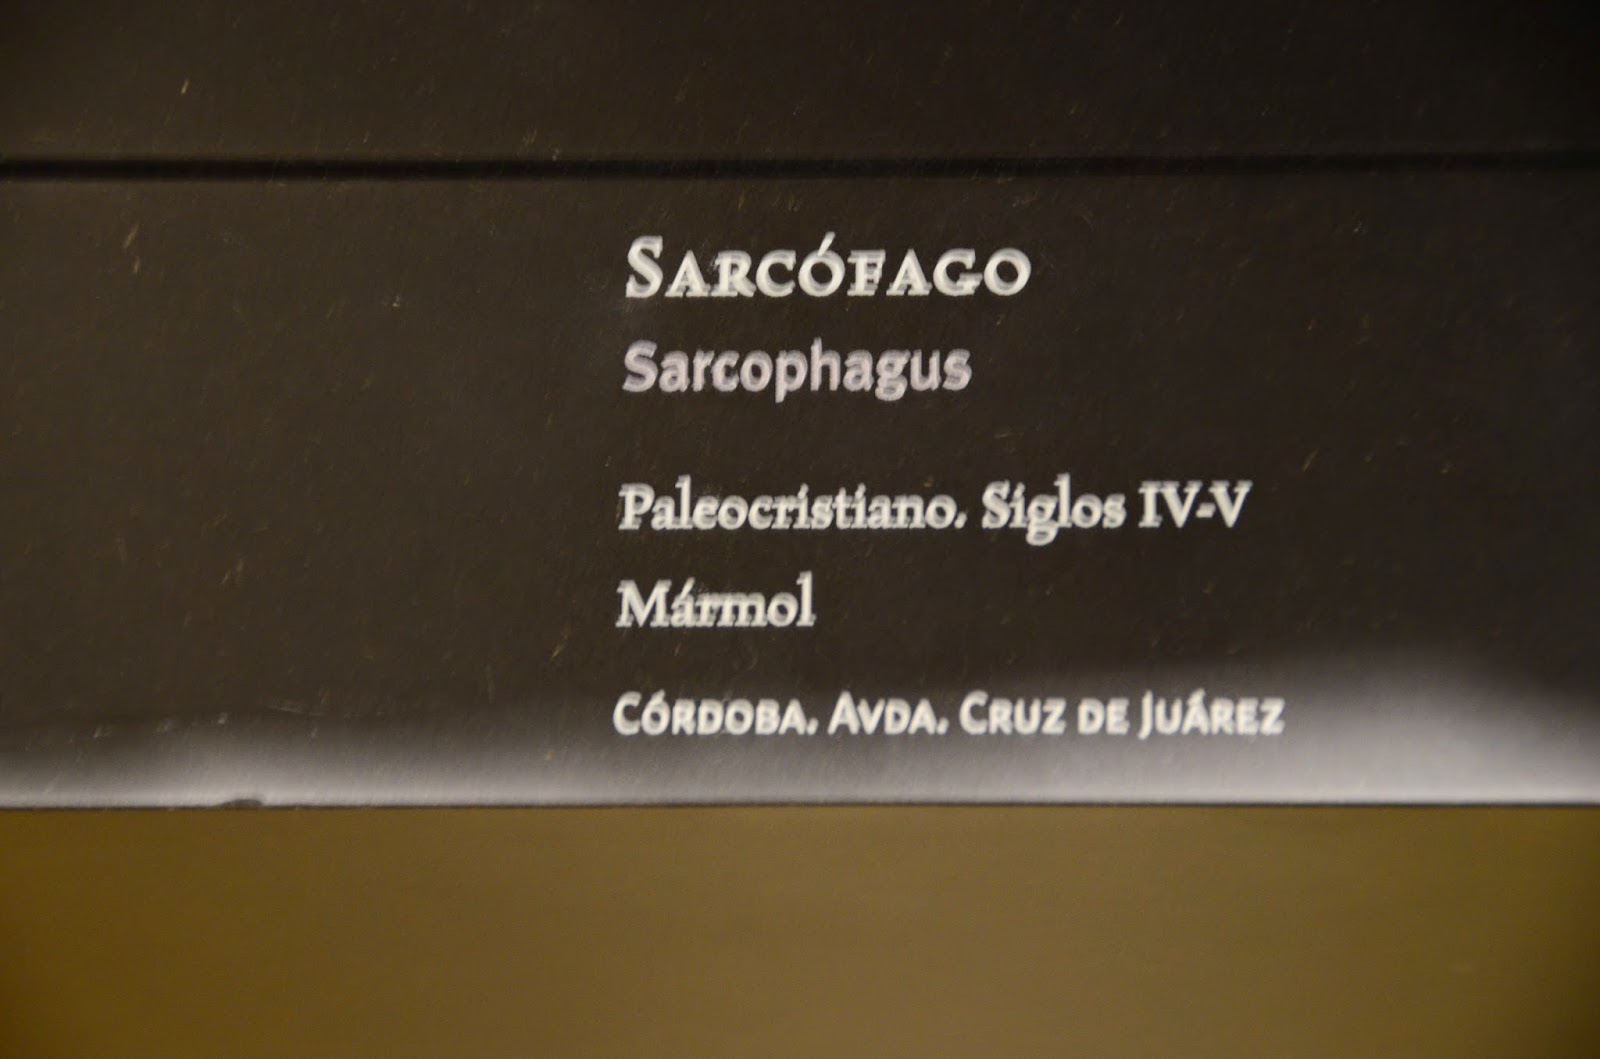 SARCÓFAGO
Sarcophagus
Paleocristiano. Siglos IV-V
Mármol
CÓRDOBA. AVDA. CRUZ DE JUÁREZ